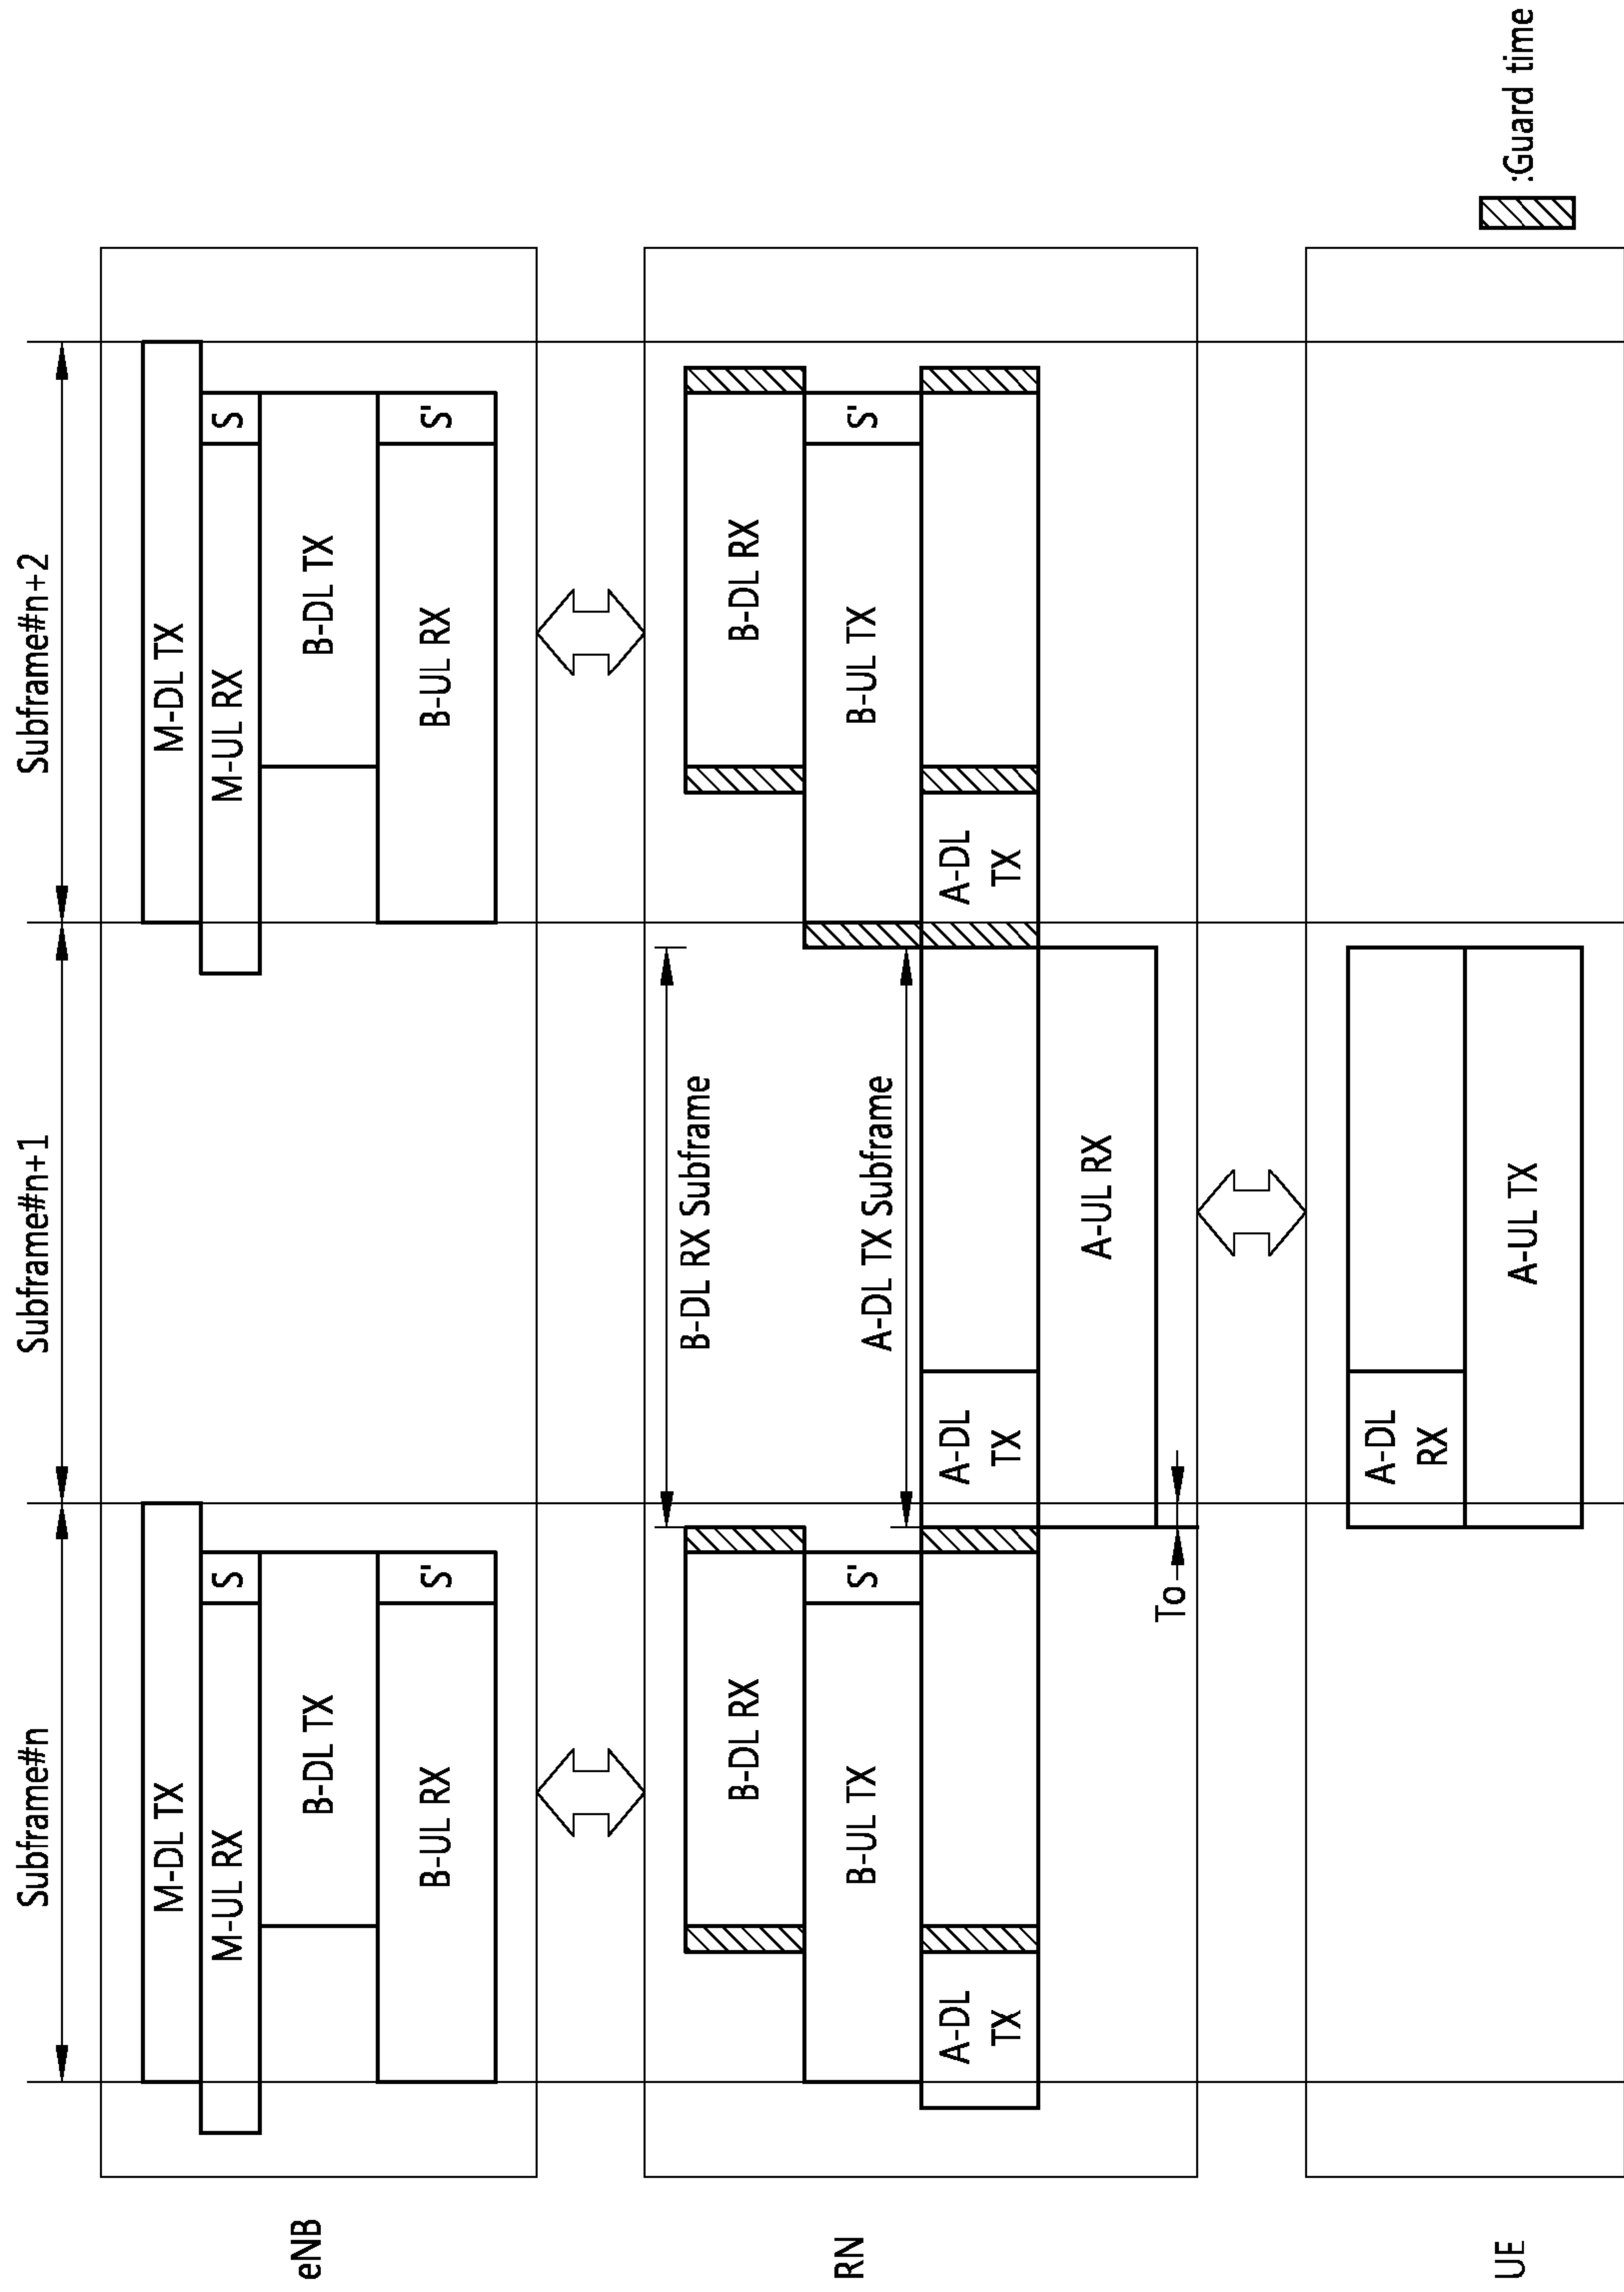 Subframe#n
Subframe#n+1
Subframe#n+2
eNB
M-DL TX
M-DL TX
M-UL RX
S
M-UL RX
S
B-DL TX
B-DL TX
B-UL RX
S'
B-UL RX
S'
RN
B-DL RX
B-DL RX Subframe
B-DL RX
B-UL TX
S'
A-DL TX Subframe
B-UL TX
S'
A-DL
TX
A-DL
TX
A-DL
TX
A-UL RX
To
UE
A-DL
RX
A-UL TX
:Guard time